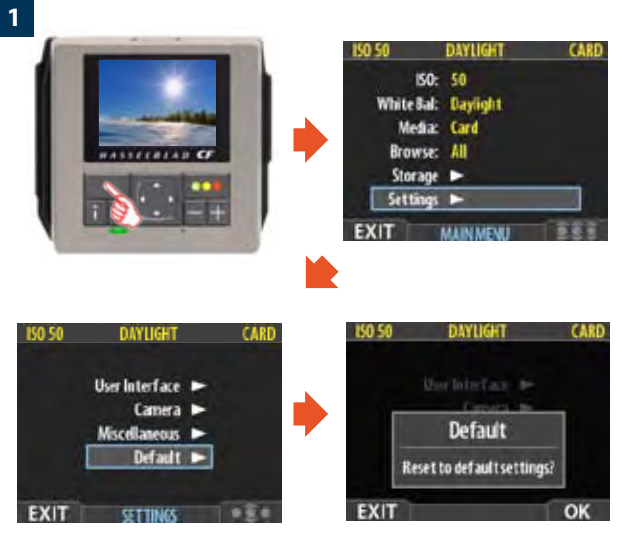 1
HASSELBLAD CF
i
- +
ISO 50 DAYLIGHT CARD
ISO: 50
White Bal: Daylight
Media: Card
Browse: All
Storage
Settings
EXIT MAIN MENU
ISO 50 DAYLIGHT CARD
User Interface
Camera
Miscellaneous
Default
EXIT SETTINGS
ISO 50 DAYLIGHT CARD
User Interface
Camera
Default
Reset to default settings?
EXIT OK